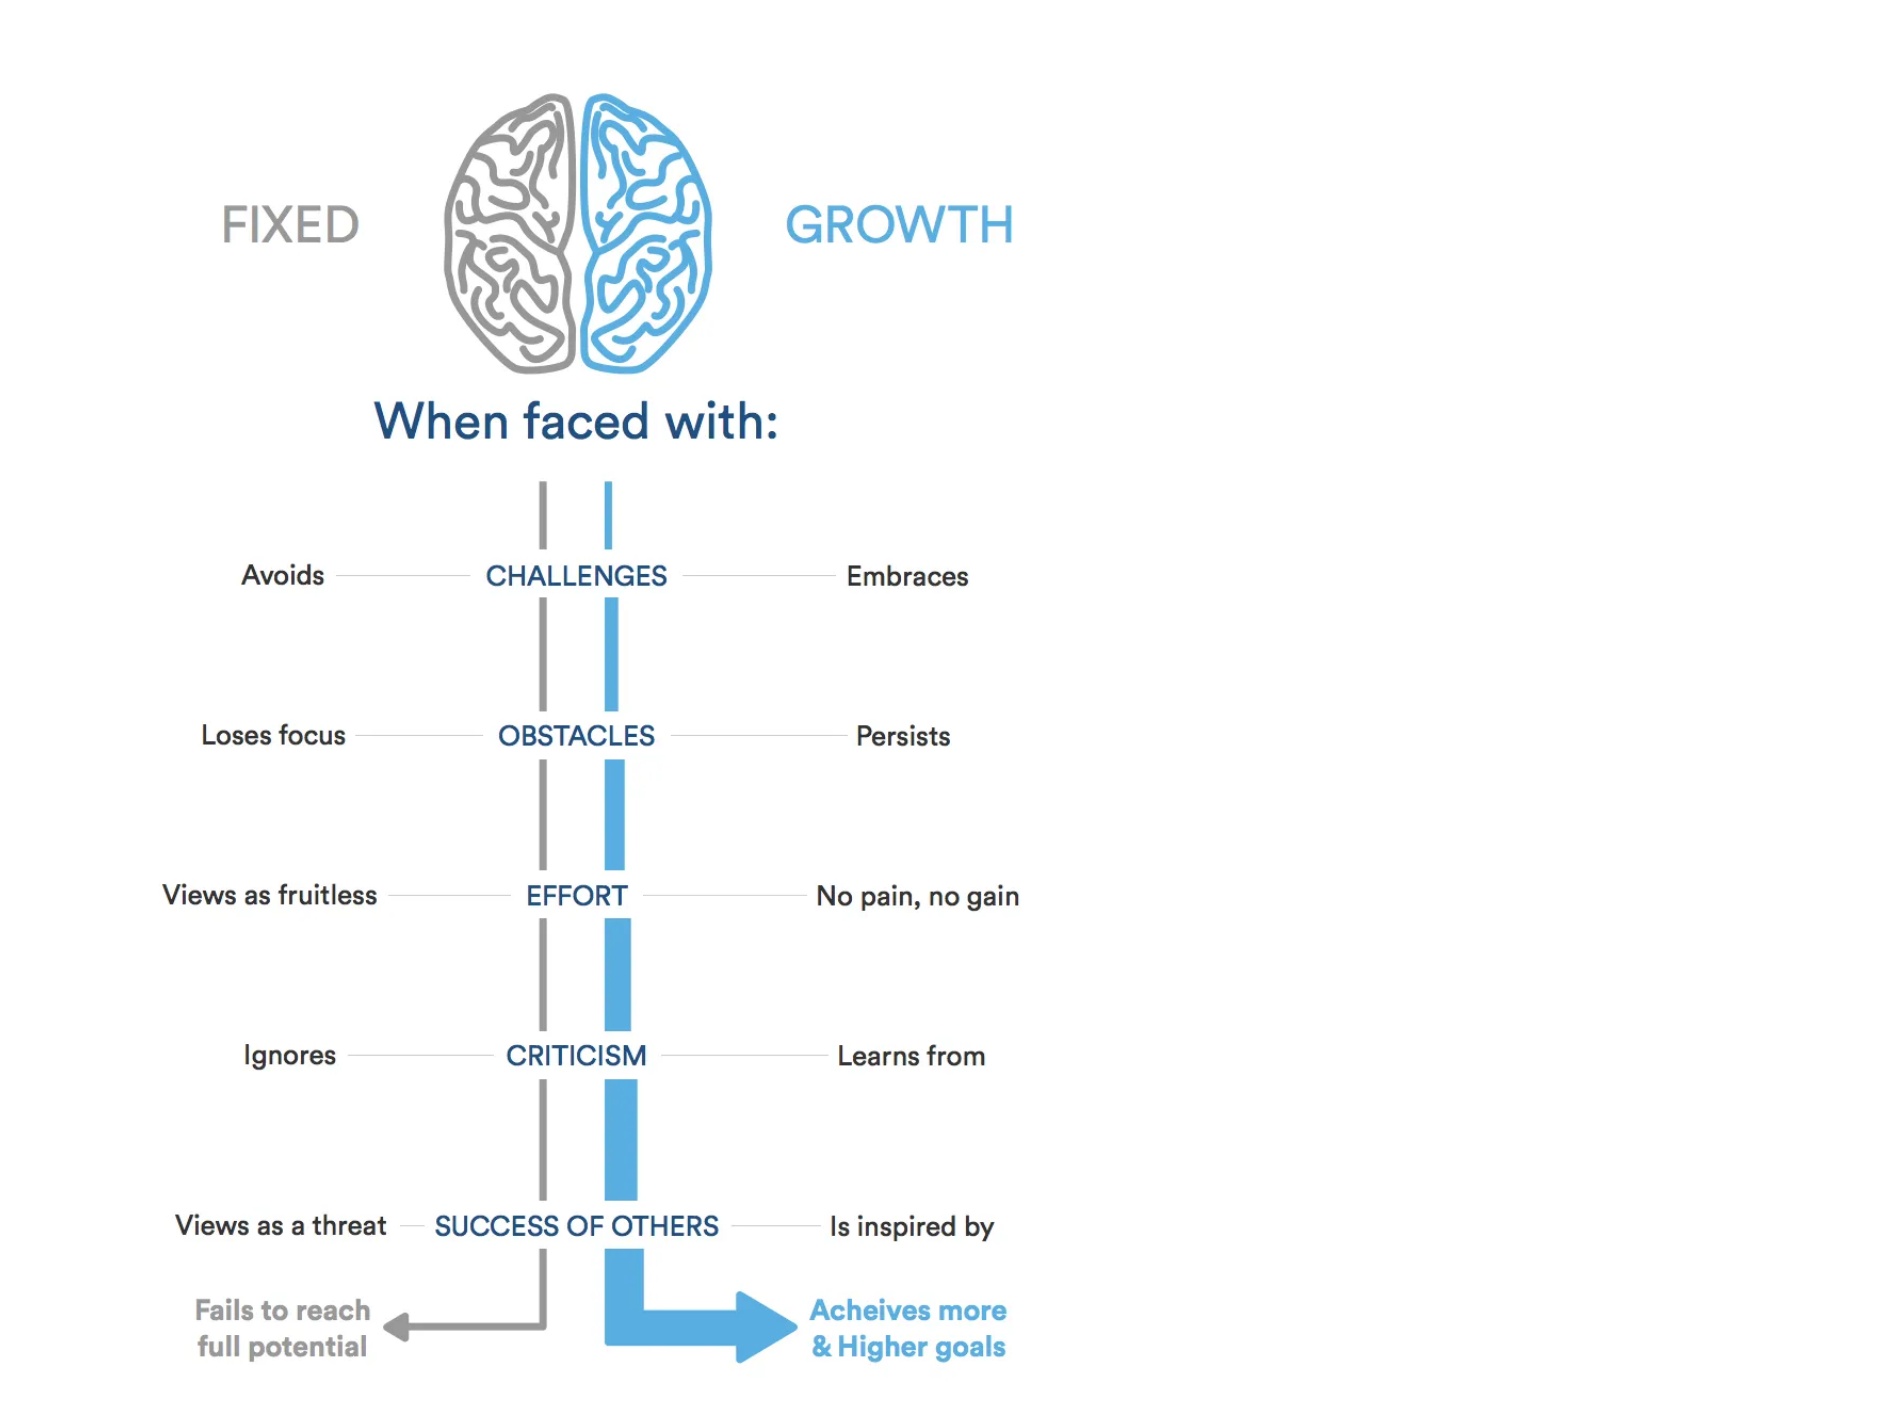 FIXED
GROWTH
When faced with:
Avoids CHALLENGES Embraces
Loses focus OBSTACLES Persists
Views as fruitless EFFORT No pain, no gain
Ignores CRITICISM Learns from
Views as a threat SUCCESS OF OTHERS Is inspired by
Fails to reach
full potential
Acheives more
& Higher goals